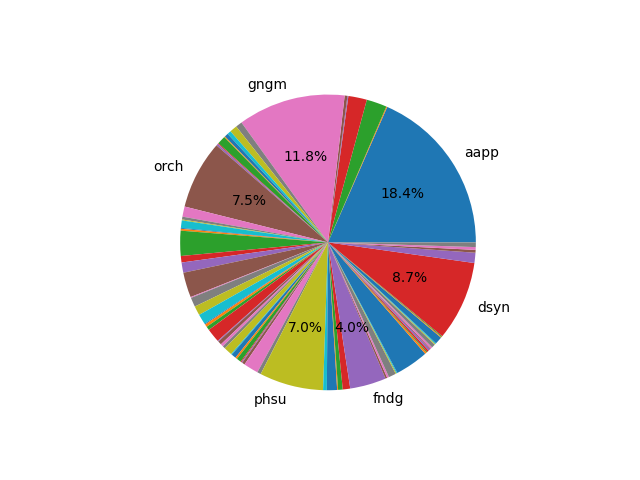 gngm
aapp
orch
11.8%
18.4%
7.5%
8.7%
dsyn
7.0%
4.0%
phsu
fndg